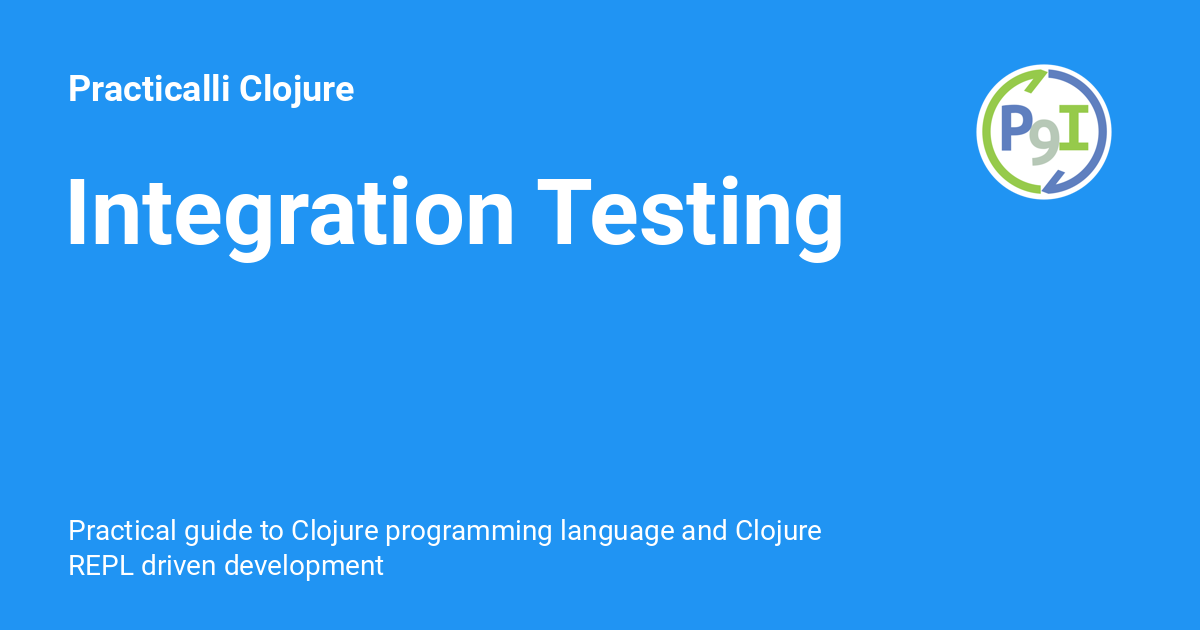 Practicalli Clojure
P9I
Integration Testing
Practical guide to Clojure programming language and Clojure
REPL driven development